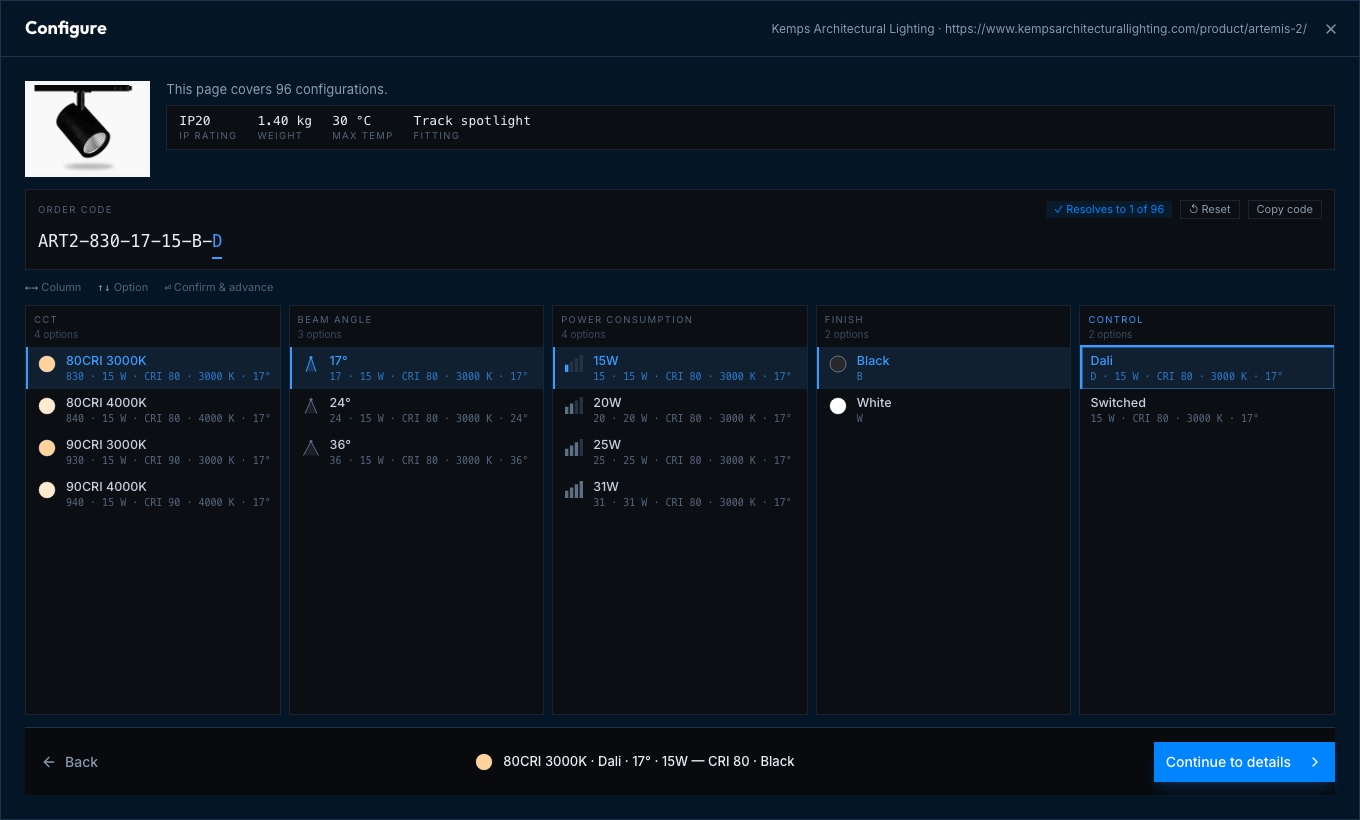 Configure
Kemps Architectural Lighting · https://www.kempsarchitecturallighting.com/product/artemis-2/ ×
This page covers 96 configurations.
IP20 1.40 kg 30 °C Track spotlight
IP RATING WEIGHT MAX TEMP FITTING
ORDER CODE ✓ Resolves to 1 of 96 ↺ Reset Copy code
ART2-830-17-15-B-D
←→ Column ↑↓ Option ⏎ Confirm & advance
CCT
4 options
80CRI 3000K
830 · 15 W · CRI 80 · 3000 K · 17°
80CRI 4000K
840 · 15 W · CRI 80 · 4000 K · 17°
90CRI 3000K
930 · 15 W · CRI 90 · 3000 K · 17°
90CRI 4000K
940 · 15 W · CRI 90 · 4000 K · 17°
BEAM ANGLE
3 options
17°
17 · 15 W · CRI 80 · 3000 K · 17°
24°
24 · 15 W · CRI 80 · 3000 K · 24°
36°
36 · 15 W · CRI 80 · 3000 K · 36°
POWER CONSUMPTION
4 options
15W
15 · 15 W · CRI 80 · 3000 K · 17°
20W
20 · 20 W · CRI 80 · 3000 K · 17°
25W
25 · 25 W · CRI 80 · 3000 K · 17°
31W
31 · 31 W · CRI 80 · 3000 K · 17°
FINISH
2 options
Black
B
White
W
CONTROL
2 options
Dali
D · 15 W · CRI 80 · 3000 K · 17°
Switched
15 W · CRI 80 · 3000 K · 17°
← Back
80CRI 3000K · Dali · 17° · 15W — CRI 80 · Black
Continue to details >